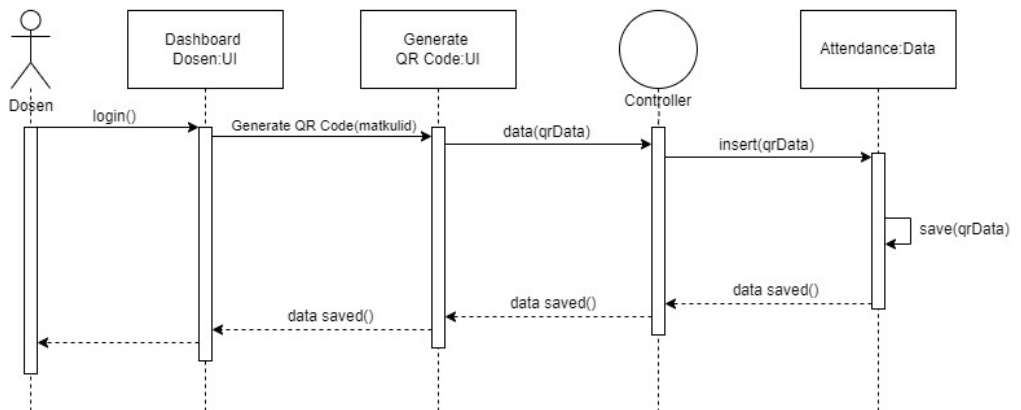 Dashboard
Dosen:UI
Generate
QR Code:UI
Attendance:Data
Dosen
Controller
login()
Generate QR Code(matkulid)
data(qrData)
insert(qrData)
save(qrData)
data saved()
data saved()
data saved()